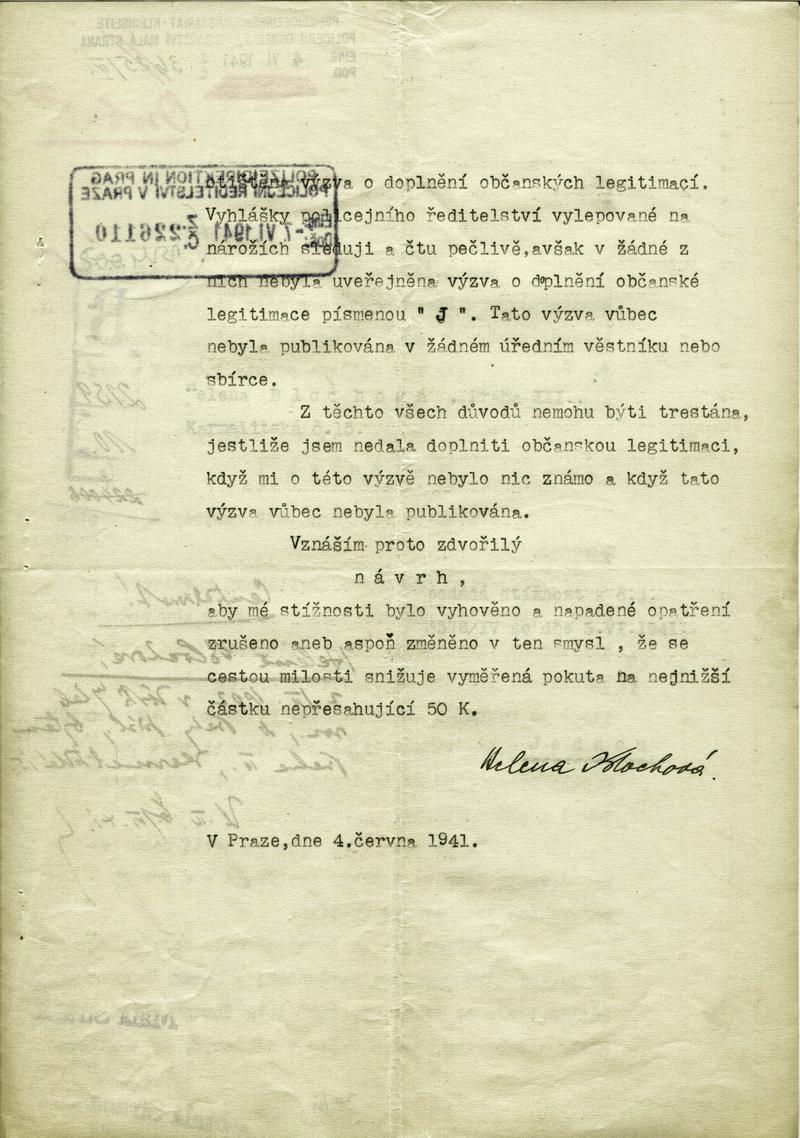 otištěna výzva o doplnění občanských legitimací.
Vyhlášky policejního ředitelství vylepované na
nárožích sleduji a čtu pečlivě,avšak v žádné z
nich nebyla uveřejněna výzva o doplnění občanské
legitimace písmenou " J ". Tato výzva vůbec
nebyla publikována v žádném úředním věstníku nebo
sbírce.
Z těchto všech důvodů nemohu býti trestána,
jestliže jsem nedala doplniti občanskou legitimaci,
když mi o této výzvě nebylo nic známo a když tato
výzva vůbec nebyla publikována.
Vznáším proto zdvořilý
n á v r h ,
aby mé stížnosti bylo vyhověno a napadené opatření
zrušeno aneb aspoň změněno v ten smysl , že se
cestou milosti snižuje vyměřená pokuta na nejnižší
částku nepřesahující 50 K.
Helena Blochová.
V Praze,dne 4.června 1941.
POLIZEIDIREKTION IN PRAG
POLICEJNÍ ŘEDITELSTVÍ V PRAZE
-7.VI.1941
226110